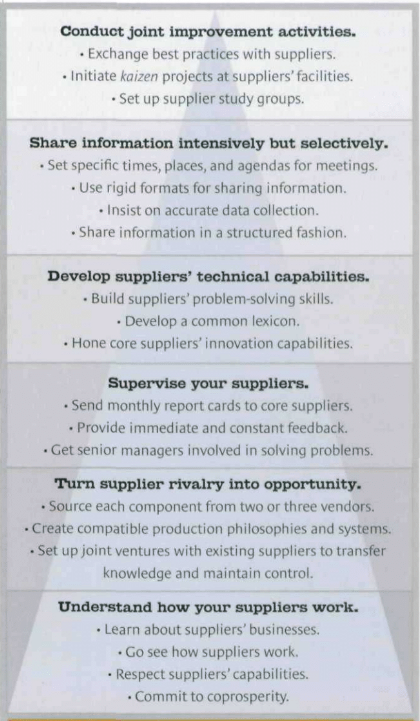 Conduct joint improvement activities.
• Exchange best practices with suppliers.
• Initiate kaizen projects at suppliers' facilities.
• Set up supplier study groups.
Share information intensively but selectively.
• Set specific times, places, and agendas for meetings.
• Use rigid formats for sharing information.
• Insist on accurate data collection.
• Share information in a structured fashion.
Develop suppliers' technical capabilities.
• Build suppliers' problem-solving skills.
• Develop a common lexicon.
• Hone core suppliers' innovation capabilities.
Supervise your suppliers.
• Send monthly report cards to core suppliers.
• Provide immediate and constant feedback.
• Get senior managers involved in solving problems.
Turn supplier rivalry into opportunity.
• Source each component from two or three vendors.
• Create compatible production philosophies and systems.
• Set up joint ventures with existing suppliers to transfer
knowledge and maintain control.
Understand how your suppliers work.
• Learn about suppliers' businesses.
• Go see how suppliers work.
• Respect suppliers' capabilities.
• Commit to coprosperity.